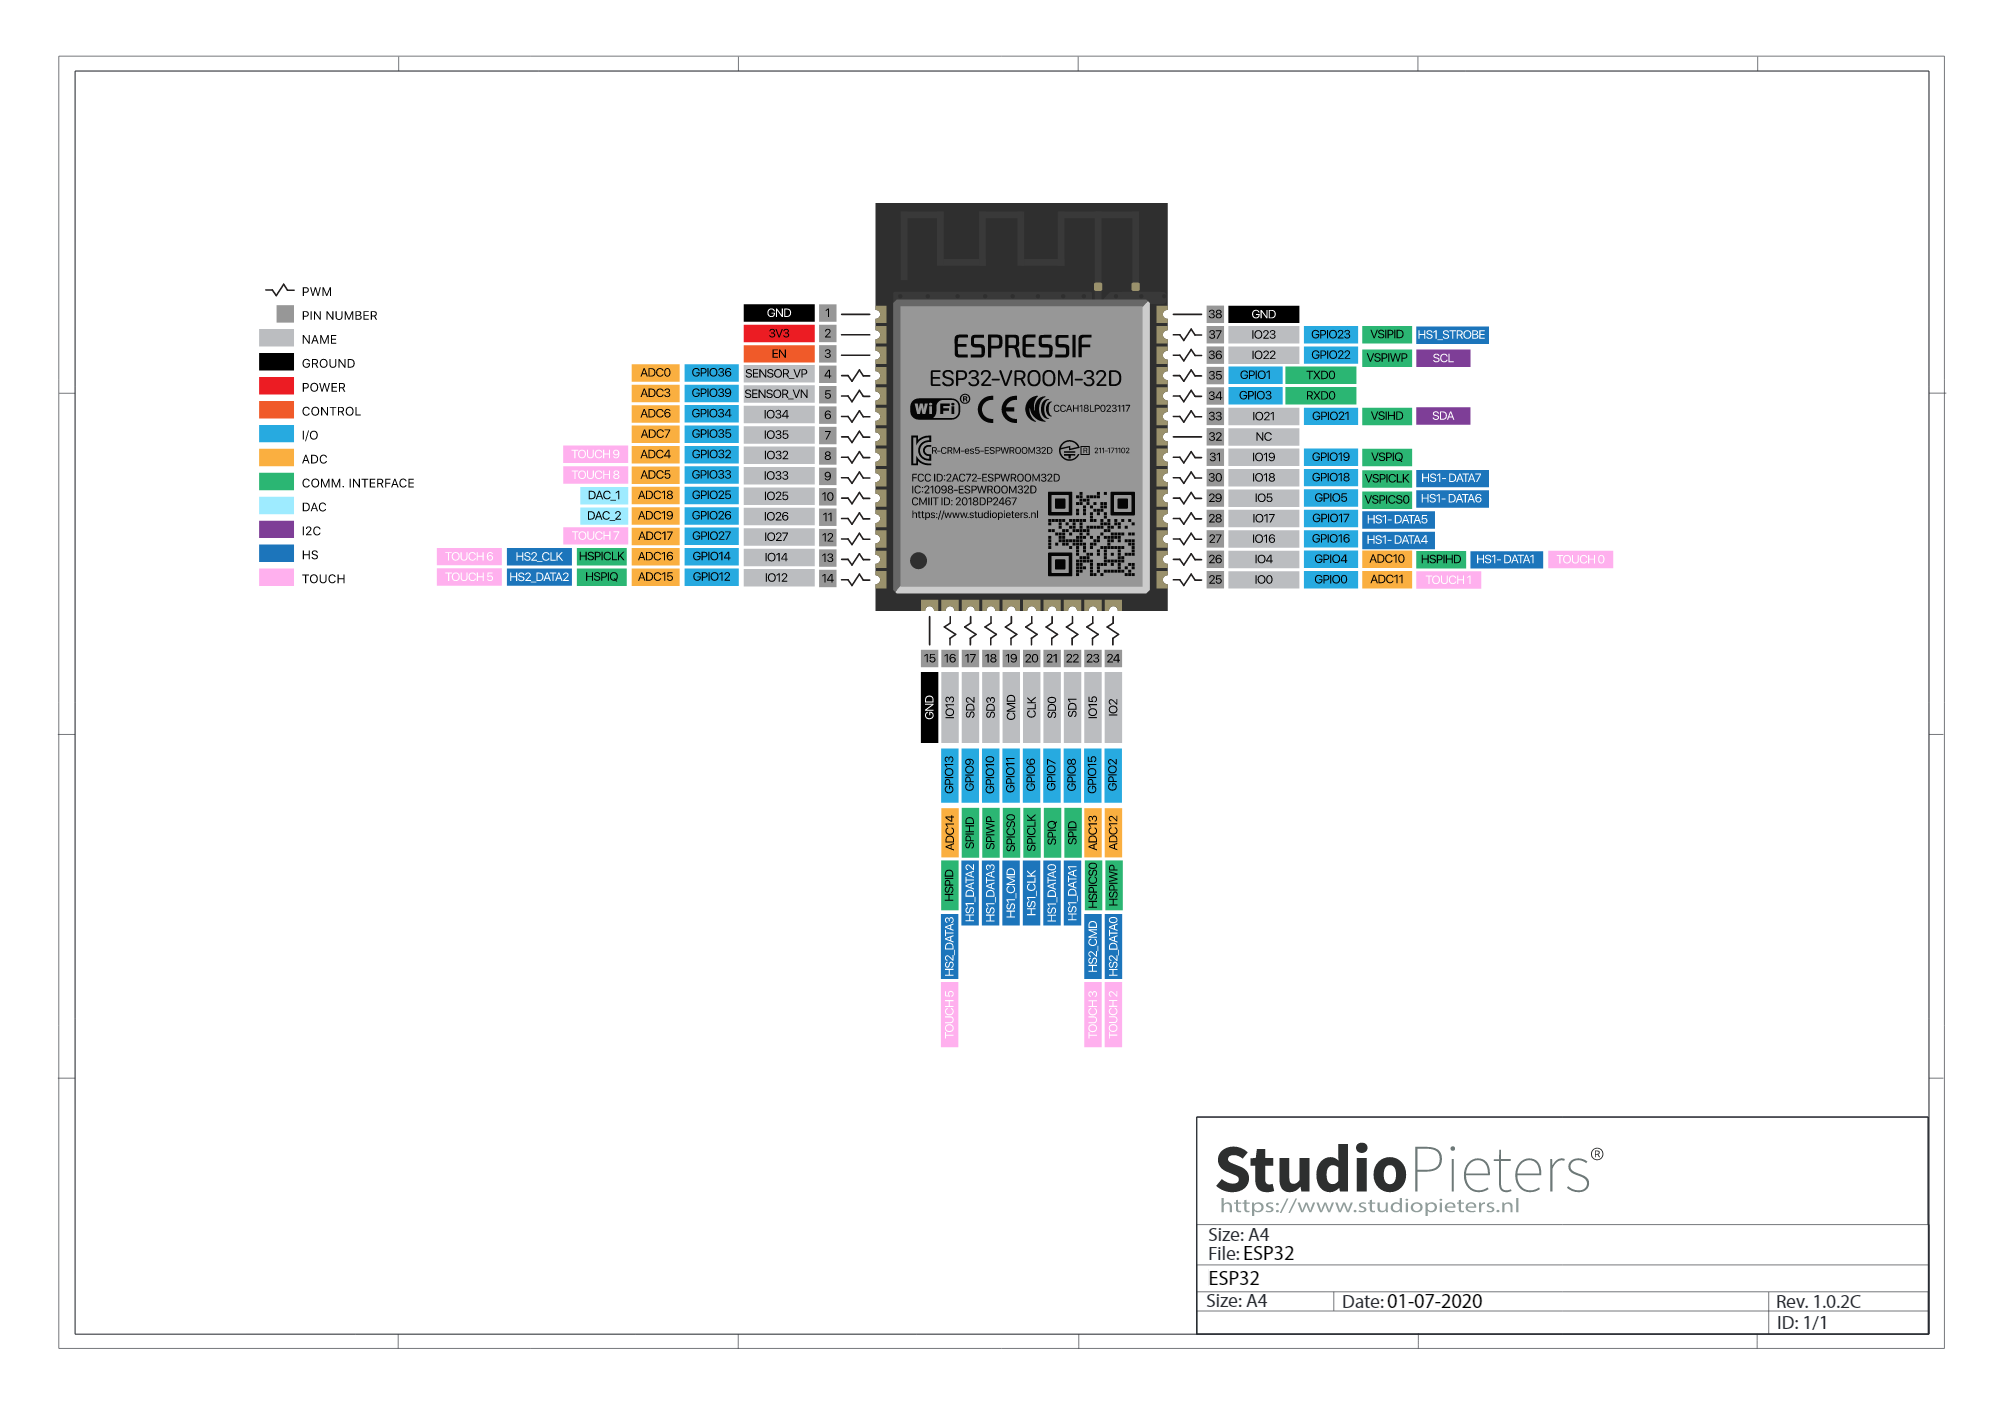 PWM
PIN NUMBER
NAME
GROUND
POWER
CONTROL
I/O
ADC
COMM. INTERFACE
DAC
I2C
HS
TOUCH
GND 1
3V3 2
EN 3
ADC0 GPIO36 SENSOR_VP 4
ADC3 GPIO39 SENSOR_VN 5
ADC6 GPIO34 IO34 6
ADC7 GPIO35 IO35 7
TOUCH 9 ADC4 GPIO32 IO32 8
TOUCH 8 ADC5 GPIO33 IO33 9
DAC_1 ADC18 GPIO25 IO25 10
DAC_2 ADC19 GPIO26 IO26 11
TOUCH 7 ADC17 GPIO27 IO27 12
TOUCH 6 HS2_CLK HSPICLK ADC16 GPIO14 IO14 13
TOUCH 5 HS2_DATA2 HSPIQ ADC15 GPIO12 IO12 14
ESPRESSIF
ESP32-VROOM-32D
WiFi® CE CCAH18LP023117
R-CRM-es5-ESPWROOM32D R 211-171102
FCC ID:2AC72-ESPWROOM32D
IC:21098-ESPWROOM32D
CMIIT ID: 2018DP2467
https://www.studiopieters.nl
38 GND
37 IO23 GPIO23 VSIPID HS1_STROBE
36 IO22 GPIO22 VSPIWP SCL
35 GPIO1 TXD0
34 GPIO3 RXD0
33 IO21 GPIO21 VSIHD SDA
32 NC
31 IO19 GPIO19 VSPIQ
30 IO18 GPIO18 VSPICLK HS1-DATA7
29 IO5 GPIO5 VSPICS0 HS1-DATA6
28 IO17 GPIO17 HS1-DATA5
27 IO16 GPIO16 HS1-DATA4
26 IO4 GPIO4 ADC10 HSPIHD HS1-DATA1 TOUCH 0
25 IO0 GPIO0 ADC11 TOUCH 1
15 GND
16 IO13 GPIO13 ADC14 HSPID HS2_DATA3 TOUCH 5
17 SD2 GPIO9 SPIHD HS1_DATA2
18 SD3 GPIO10 SPIWP HS1_DATA3
19 CMD GPIO11 SPICS0 HS1_CMD
20 CLK GPIO6 SPICLK HS1_CLK
21 SD0 GPIO7 SPIQ HS1_DATA0
22 SD1 GPIO8 SPID HS1_DATA1
23 IO15 GPIO15 ADC13 HSPICS0 HS2_CMD TOUCH 3
24 IO2 GPIO2 ADC12 HSPIWP HS2_DATA0 TOUCH 2
StudioPieters®
https://www.studiopieters.nl
Size: A4
File: ESP32
ESP32
Size: A4 Date: 01-07-2020 Rev. 1.0.2C
ID: 1/1